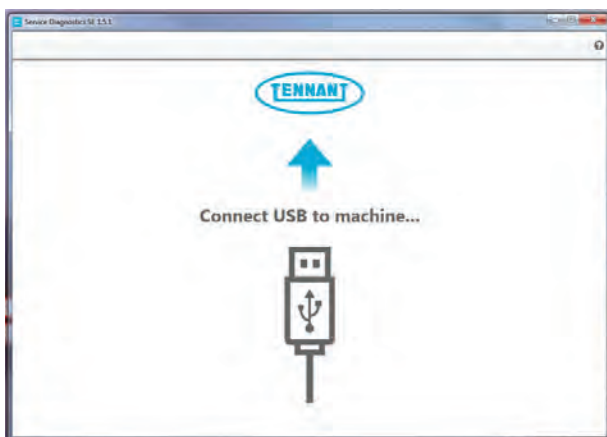 Service Diagnostics SE 1.5.1
TENNANT
Connect USB to machine...